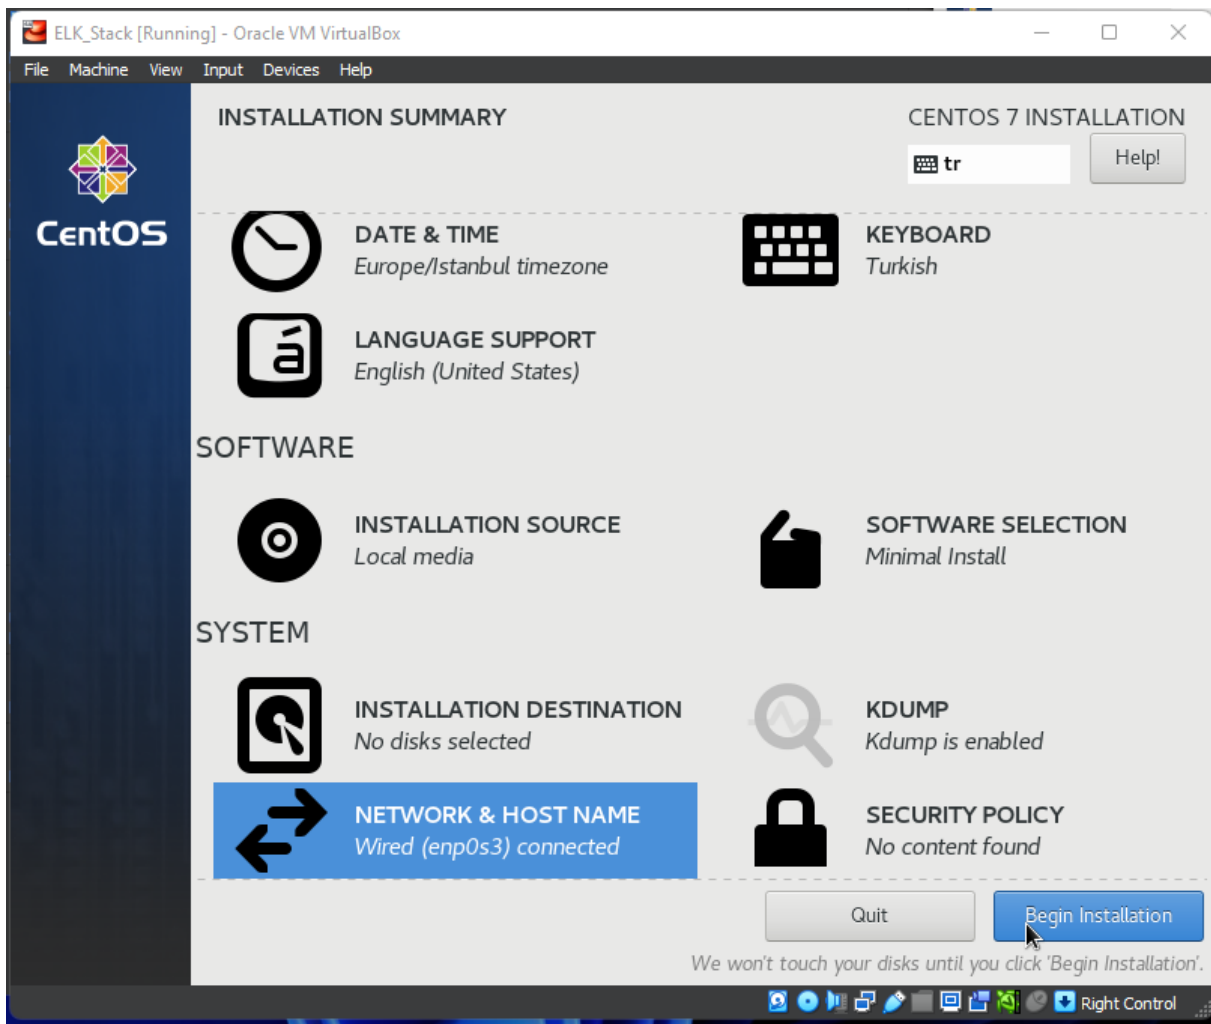 ELK_Stack [Running] - Oracle VM VirtualBox
File Machine View Input Devices Help
INSTALLATION SUMMARY
CENTOS 7 INSTALLATION
tr
Help!
CentOS
DATE & TIME
Europe/Istanbul timezone
KEYBOARD
Turkish
á
LANGUAGE SUPPORT
English (United States)
SOFTWARE
INSTALLATION SOURCE
Local media
SOFTWARE SELECTION
Minimal Install
SYSTEM
INSTALLATION DESTINATION
No disks selected
KDUMP
Kdump is enabled
NETWORK & HOST NAME
Wired (enp0s3) connected
SECURITY POLICY
No content found
Quit
Begin Installation
We won't touch your disks until you click 'Begin Installation'.
Right Control